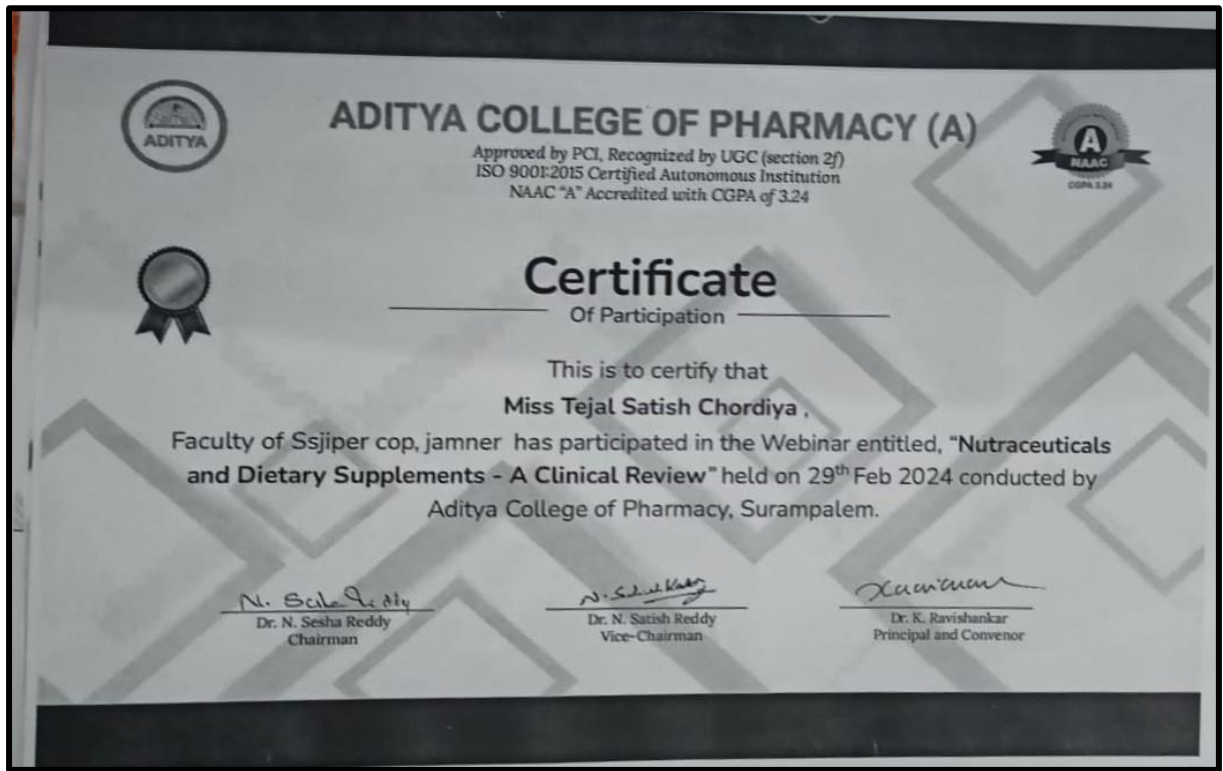 ADITYA
ADITYA COLLEGE OF PHARMACY (A)
Approved by PCI, Recognized by UGC (section 2f)
ISO 9001:2015 Certified Autonomous Institution
NAAC "A" Accredited with CGPA of 3.24
A
NAAC
CGPA 3.24
Certificate
Of Participation
This is to certify that
Miss Tejal Satish Chordiya ,
Faculty of Ssjiper cop, jamner has participated in the Webinar entitled, "Nutraceuticals
and Dietary Supplements - A Clinical Review" held on 29th Feb 2024 conducted by
Aditya College of Pharmacy, Surampalem.
Dr. N. Sesha Reddy
Chairman
Dr. N. Satish Reddy
Vice-Chairman
Dr. K. Ravishankar
Principal and Convenor